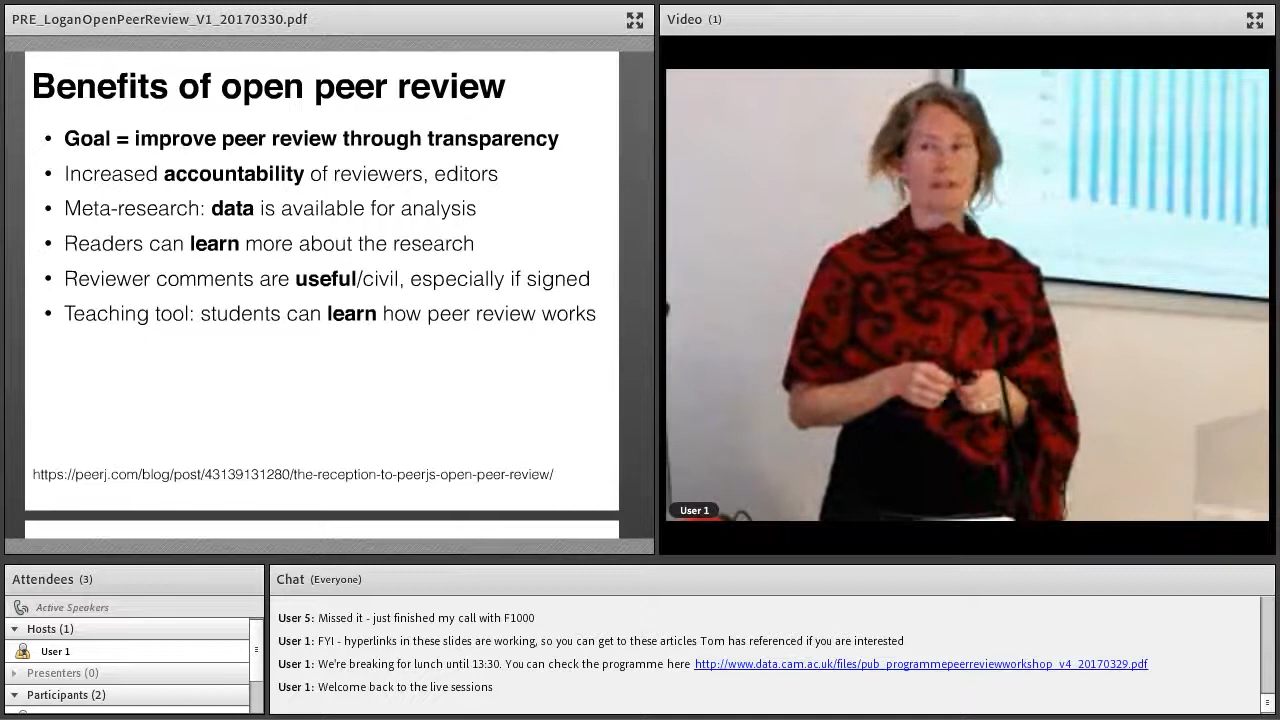 PRE_LoganOpenPeerReview_V1_20170330.pdf
Benefits of open peer review
• Goal = improve peer review through transparency
• Increased accountability of reviewers, editors
• Meta-research: data is available for analysis
• Readers can learn more about the research
• Reviewer comments are useful/civil, especially if signed
• Teaching tool: students can learn how peer review works
https://peerj.com/blog/post/43139131280/the-reception-to-peerjs-open-peer-review/
Video (1)
User 1
Attendees (3)
Active Speakers
Hosts (1)
User 1
Presenters (0)
Participants (2)
Chat (Everyone)
User 5: Missed it - just finished my call with F1000
User 1: FYI - hyperlinks in these slides are working, so you can get to these articles Tom has referenced if you are interested
User 1: We're breaking for lunch until 13:30. You can check the programme here http://www.data.cam.ac.uk/files/pub_programmepeerreviewworkshop_v4_20170329.pdf
User 1: Welcome back to the live sessions